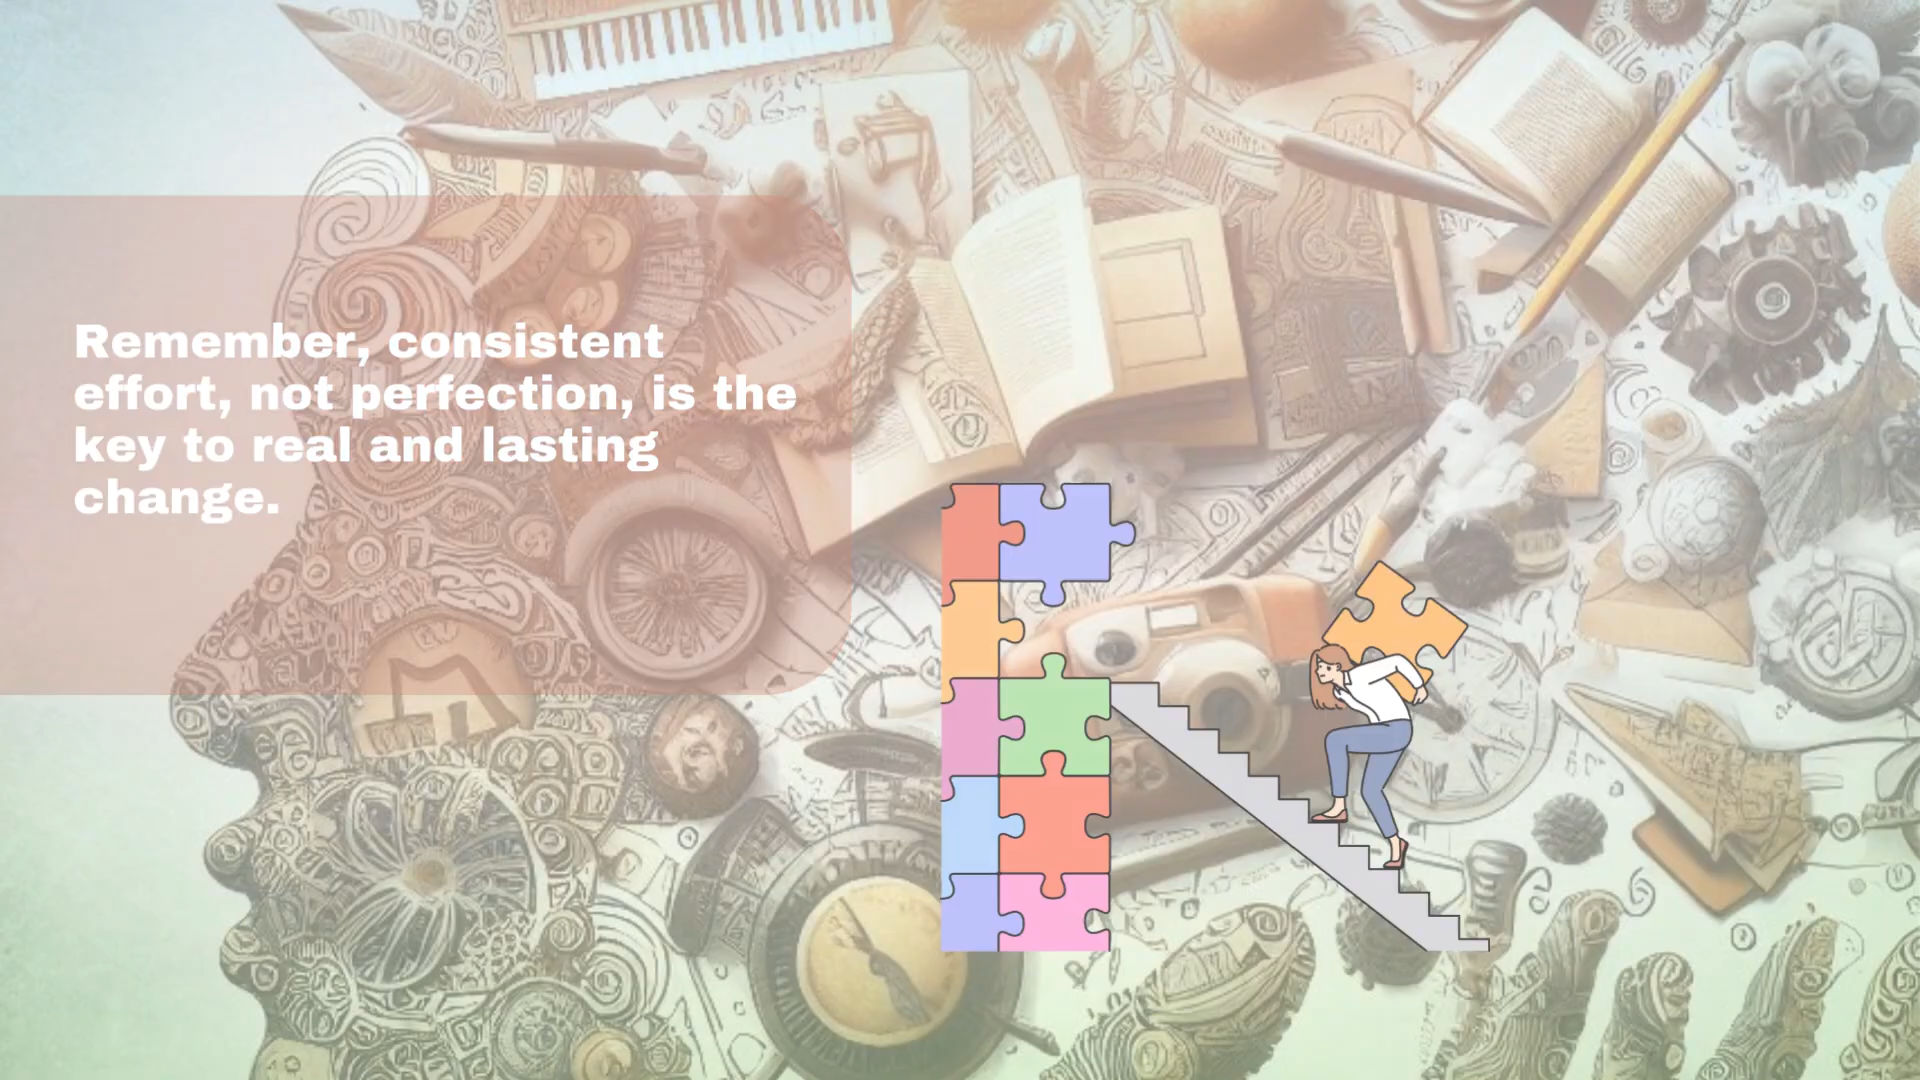 Remember, consistent
effort, not perfection, is the
key to real and lasting
change.